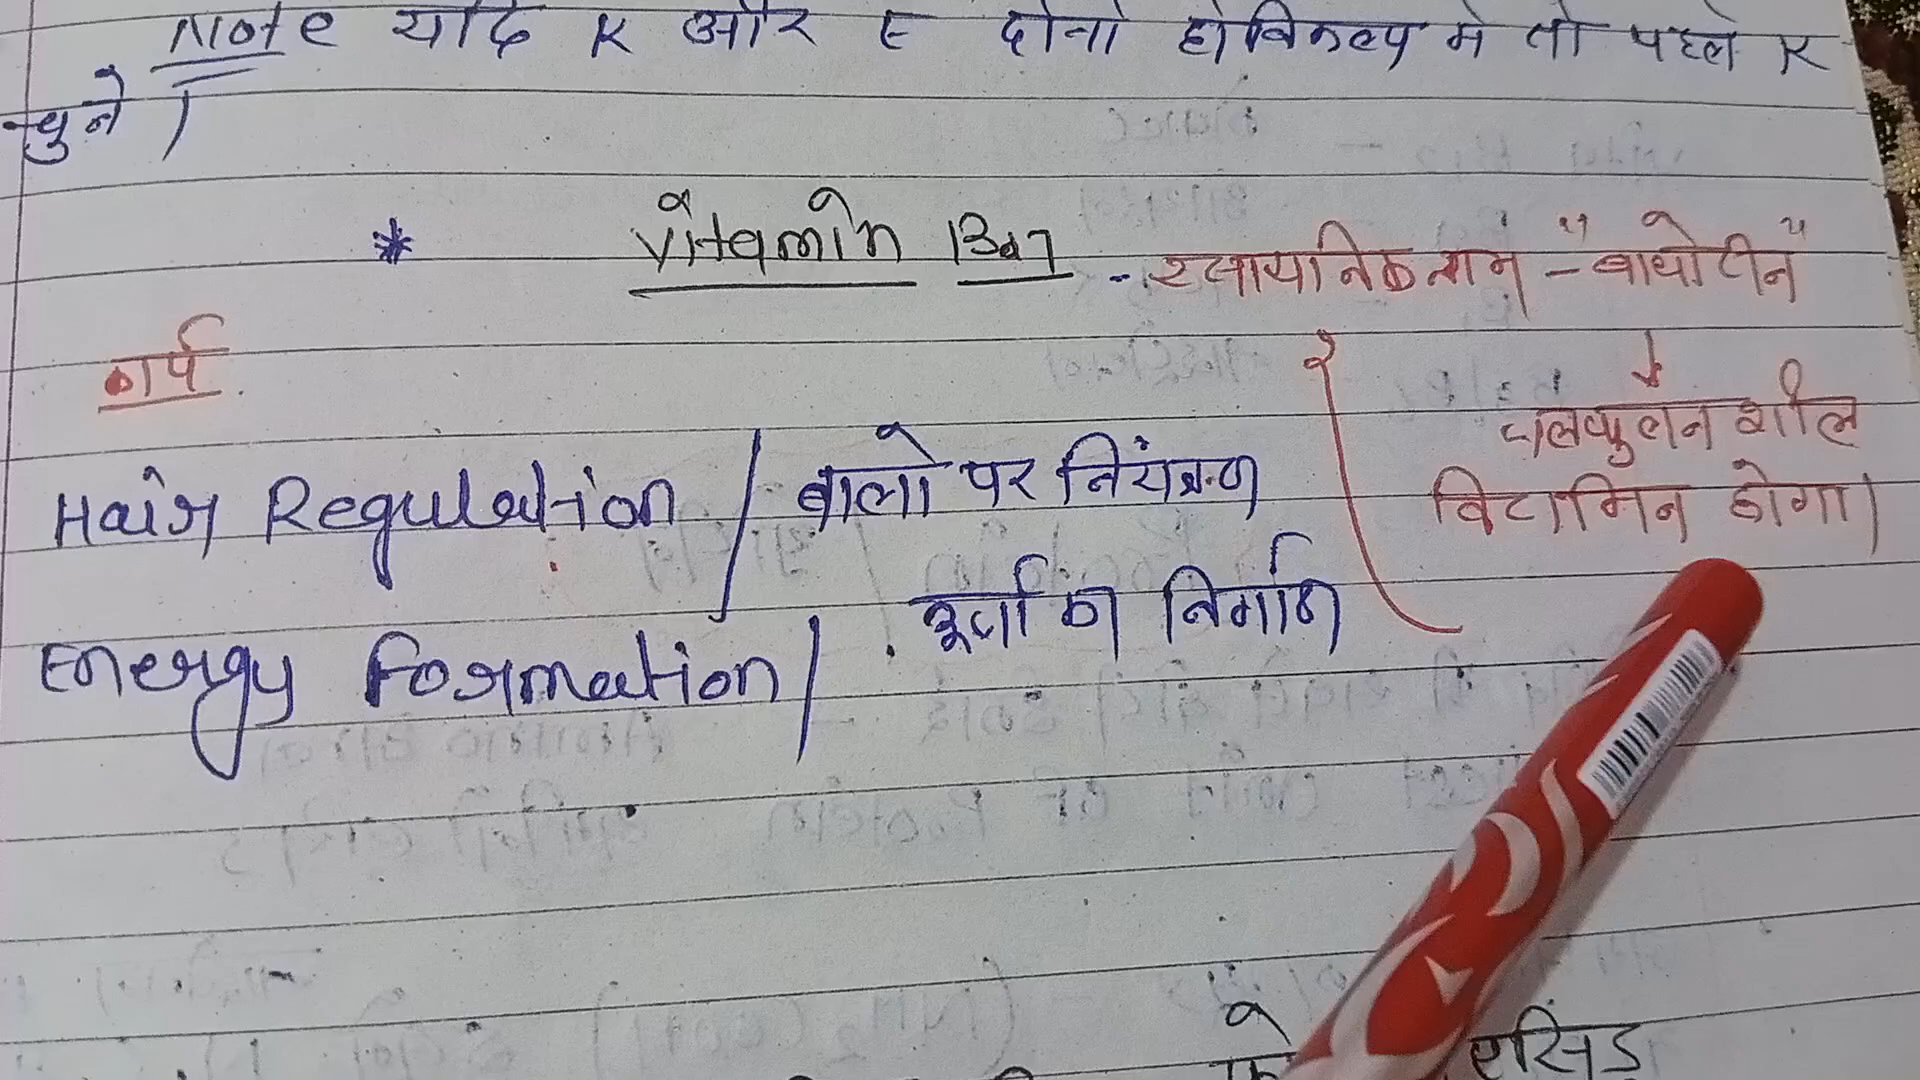 Note यदि K और E दोनो हो विकल्प मे तो पहले K
चुने।
* Vitamin B7 - रसायनिक नाम - "बायोटीन"
कार्य
जलघुलनशील
विटामिन होगा।
Hair Regulation / बालो पर नियंत्रण
Energy Formation / ऊर्जा का निर्माण
एसिड